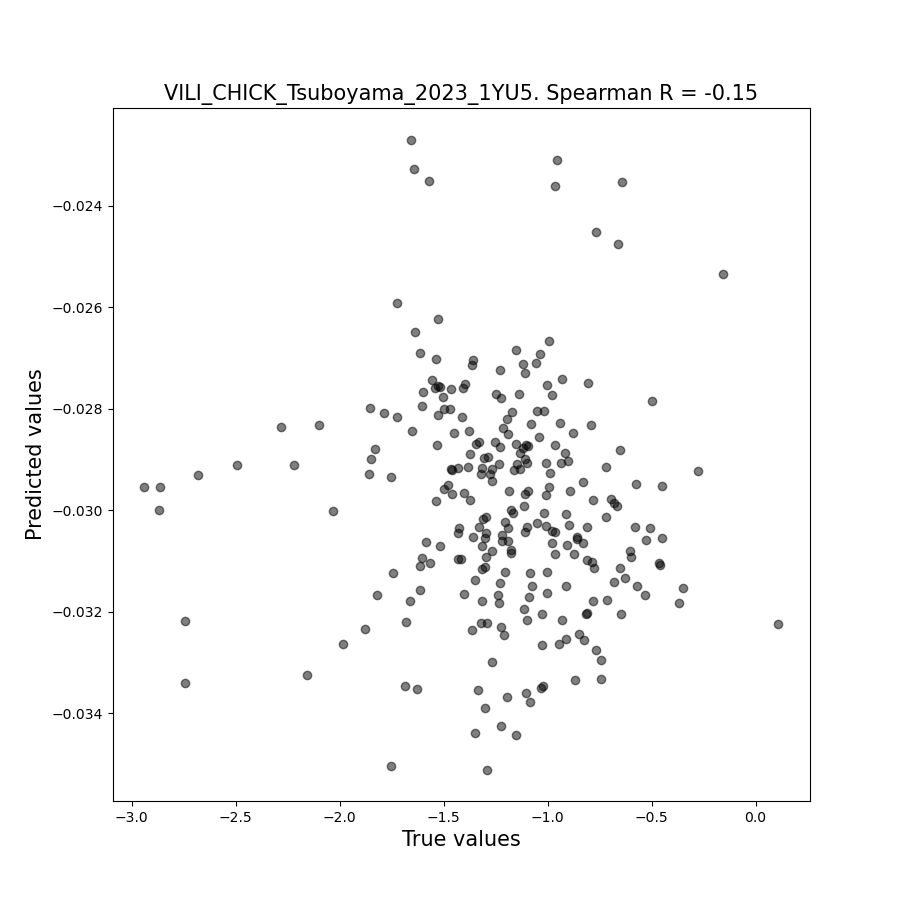 VILI_CHICK_Tsuboyama_2023_1YU5. Spearman R = -0.15
Predicted values
−0.024
−0.026
−0.028
−0.030
−0.032
−0.034
−3.0 −2.5 −2.0 −1.5 −1.0 −0.5 0.0
True values